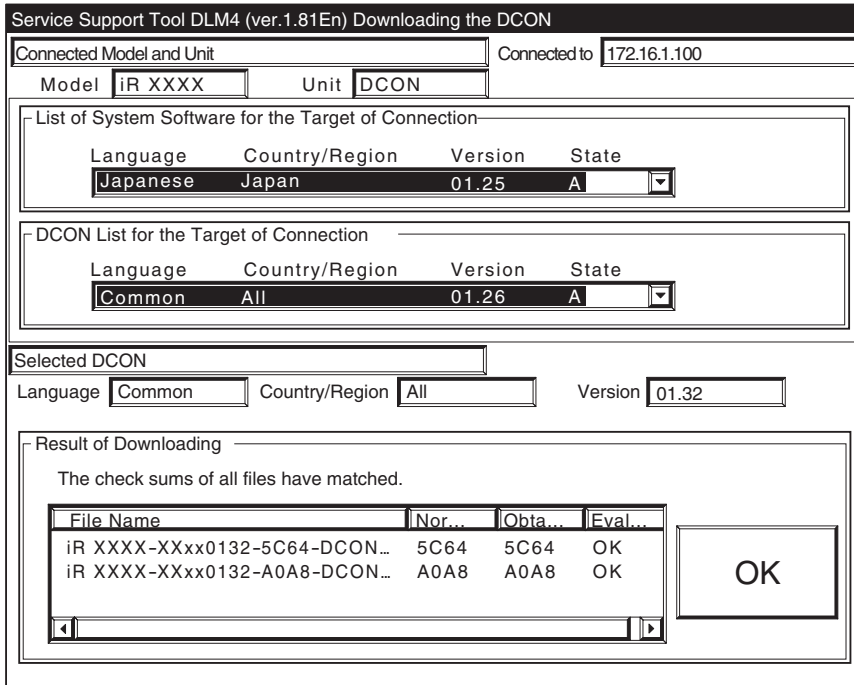 Service Support Tool DLM4 (ver.1.81En) Downloading the DCON
Connected Model and Unit Connected to 172.16.1.100
Model iR XXXX Unit DCON
List of System Software for the Target of Connection
Language Country/Region Version State
Japanese Japan 01.25 A
DCON List for the Target of Connection
Language Country/Region Version State
Common All 01.26 A
Selected DCON
Language Common Country/Region All Version 01.32
Result of Downloading
The check sums of all files have matched.
File Name Nor... Obta... Eval...
iR XXXX-XXxx0132-5C64-DCON... 5C64 5C64 OK
iR XXXX-XXxx0132-A0A8-DCON... A0A8 A0A8 OK
OK